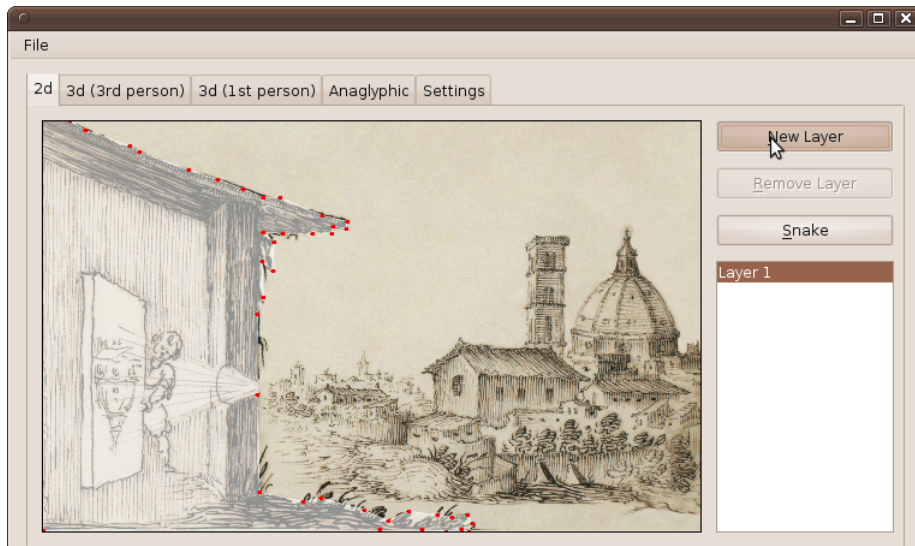 File
2d 3d (3rd person) 3d (1st person) Anaglyphic Settings
New Layer
Remove Layer
Snake
Layer 1